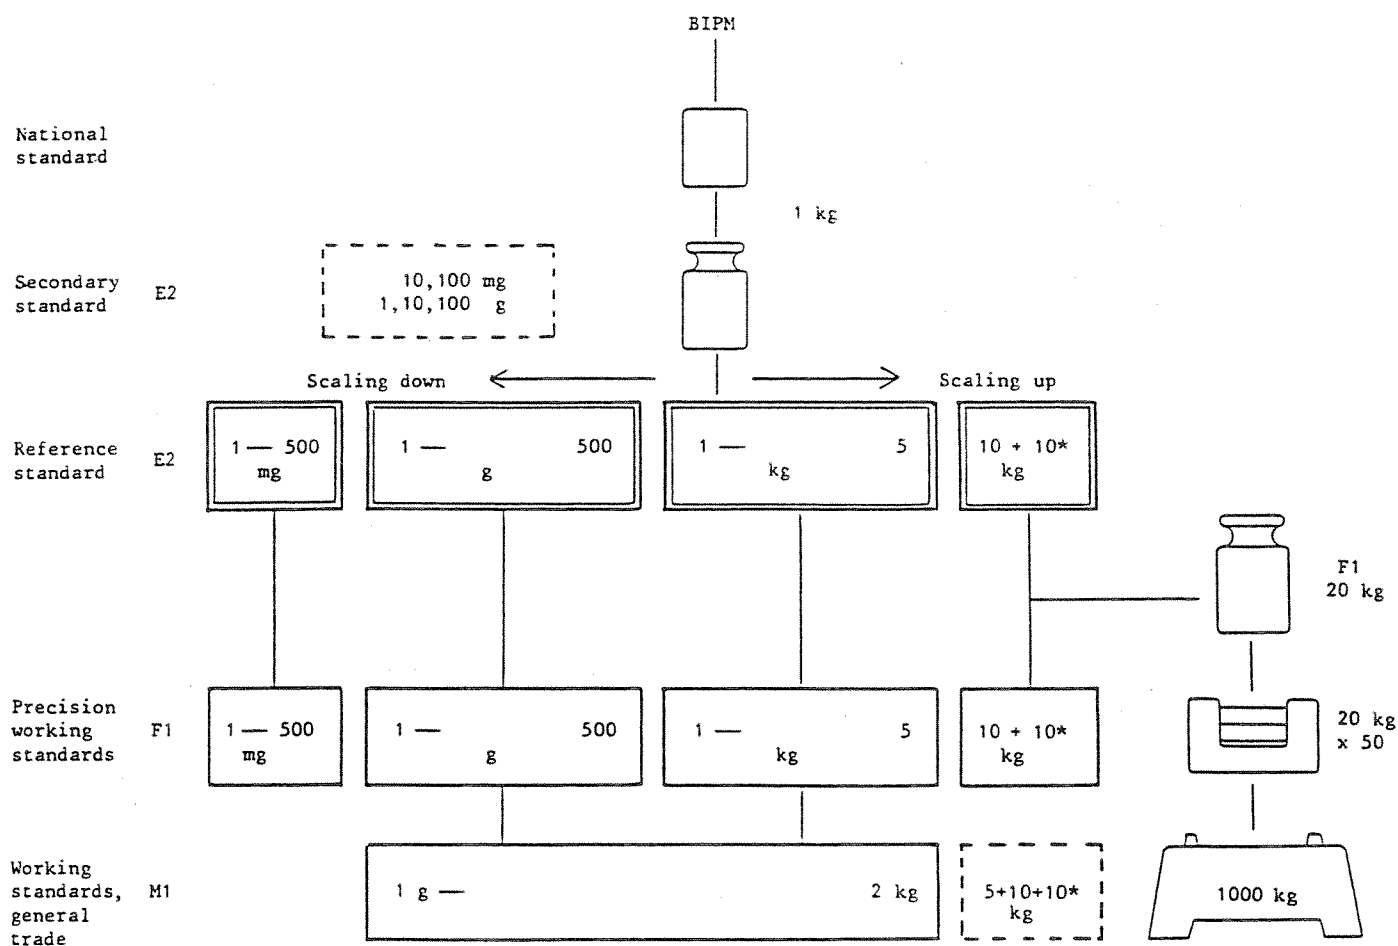 BIPM
National
standard
1 kg
Secondary
standard
E2
10,100 mg
1,10,100 g
Scaling down
Scaling up
Reference
standard
E2
1 — 500
mg
1 — 500
g
1 — 5
kg
10 + 10*
kg
F1
20 kg
Precision
working
standards
F1
1 — 500
mg
1 — 500
g
1 — 5
kg
10 + 10*
kg
20 kg
x 50
Working
standards,
general
trade
M1
1 g — 2 kg
5+10+10*
kg
1000 kg